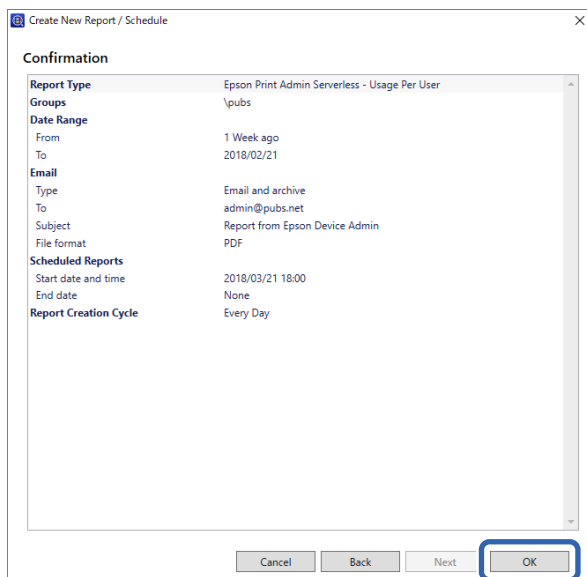 Create New Report / Schedule
Confirmation
Report Type Epson Print Admin Serverless - Usage Per User
Groups \pubs
Date Range
From 1 Week ago
To 2018/02/21
Email
Type Email and archive
To admin@pubs.net
Subject Report from Epson Device Admin
File format PDF
Scheduled Reports
Start date and time 2018/03/21 18:00
End date None
Report Creation Cycle Every Day
Cancel Back Next OK